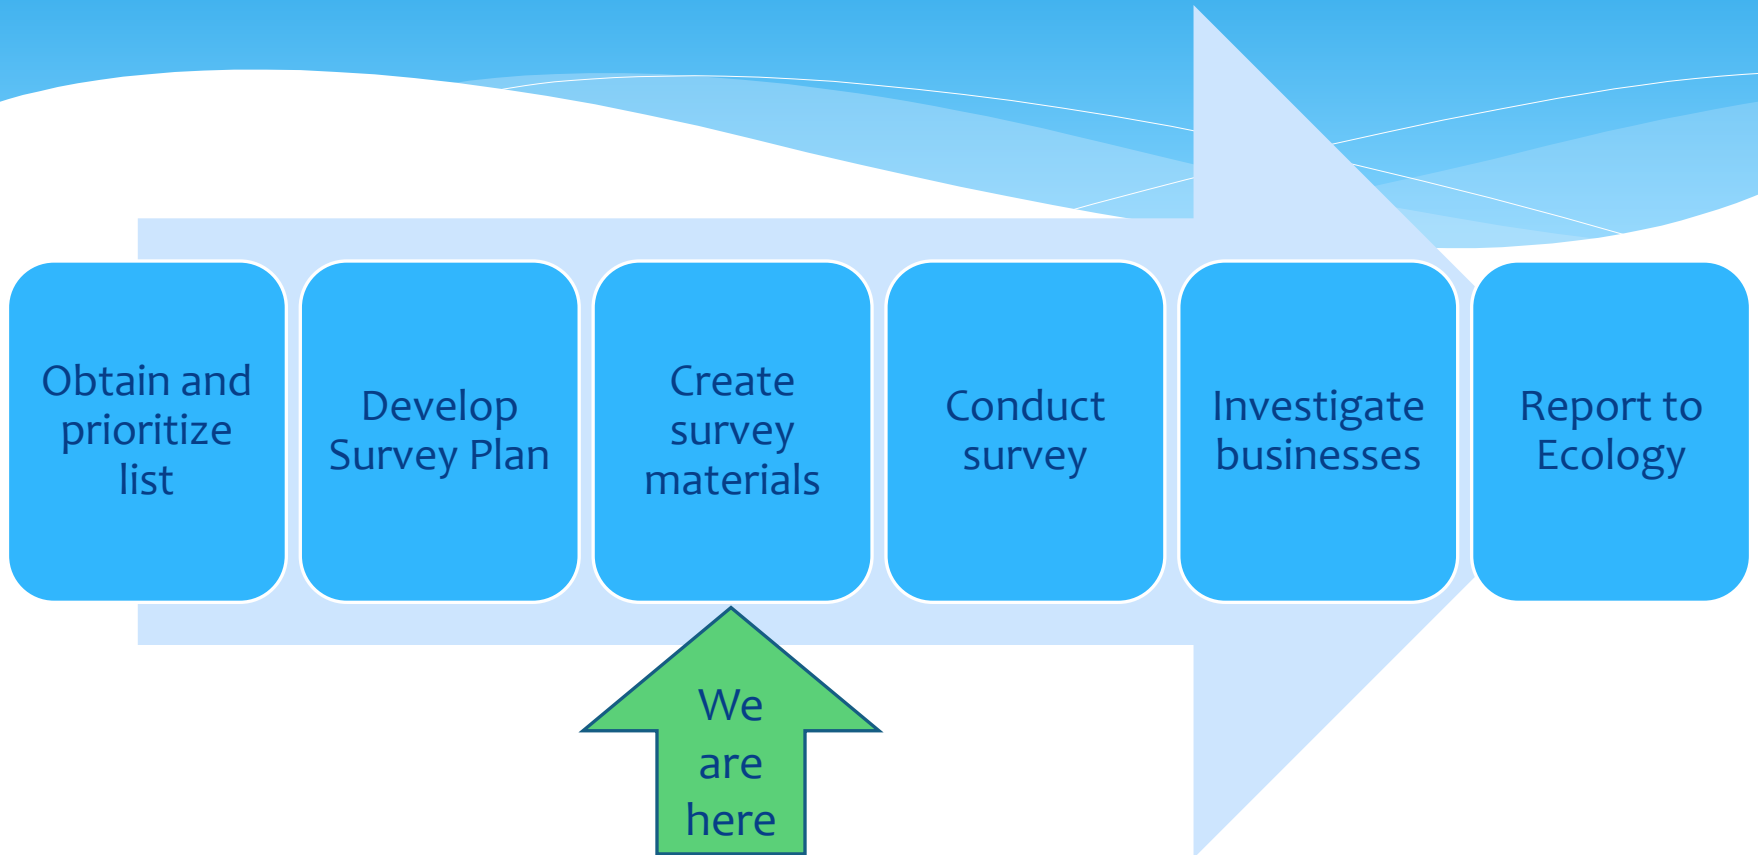 Obtain and
prioritize
list
Develop
Survey Plan
Create
survey
materials
Conduct
survey
Investigate
businesses
Report to
Ecology
We
are
here